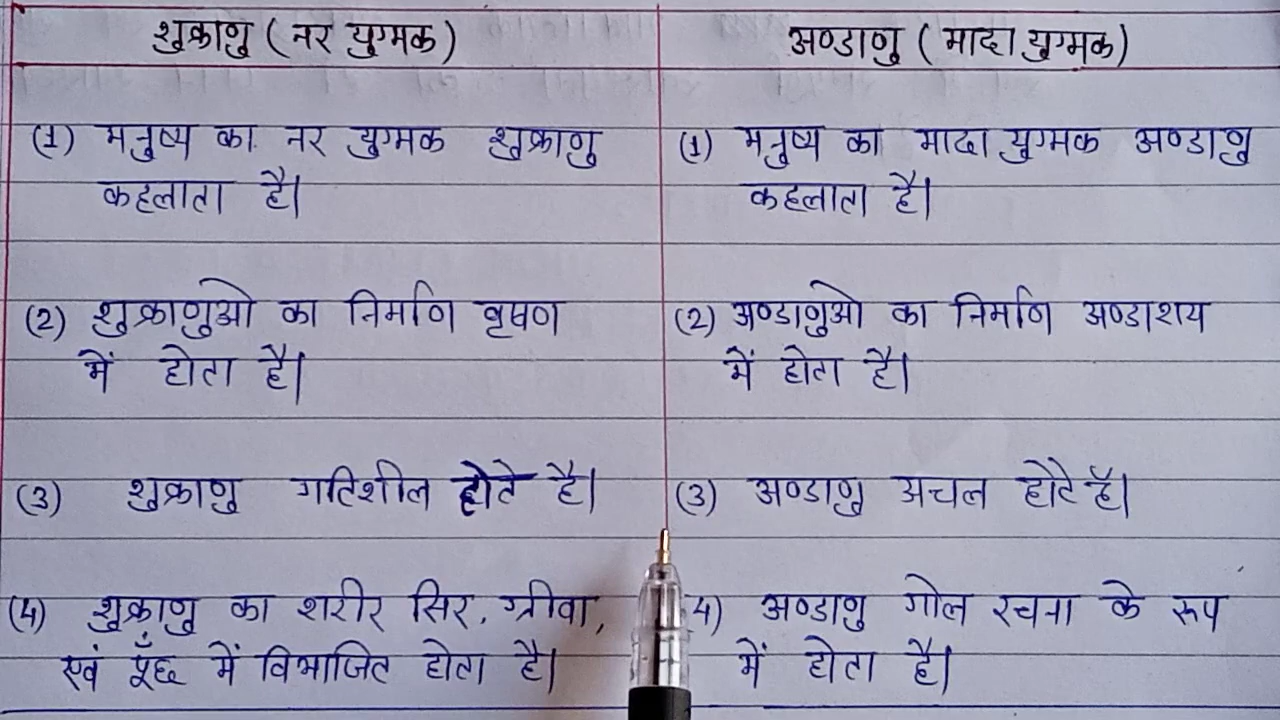 शुक्राणु ( नर युग्मक )
अण्डाणु ( मादा युग्मक )
(1) मनुष्य का नर युग्मक शुक्राणु
कहलाता है।
(1) मनुष्य का मादा युग्मक अण्डाणु
कहलाता है।
(2) शुक्राणुओ का निर्माण वृषण
में होता है।
(2) अण्डाणुओ का निर्माण अण्डाशय
में होता है।
(3) शुक्राणु गतिशील होते है।
(3) अण्डाणु अचल होते है।
(4) शुक्राणु का शरीर सिर, ग्रीवा,
एवं पूँछ में विभाजित होता है।
4) अण्डाणु गोल रचना के रूप
में होता है।